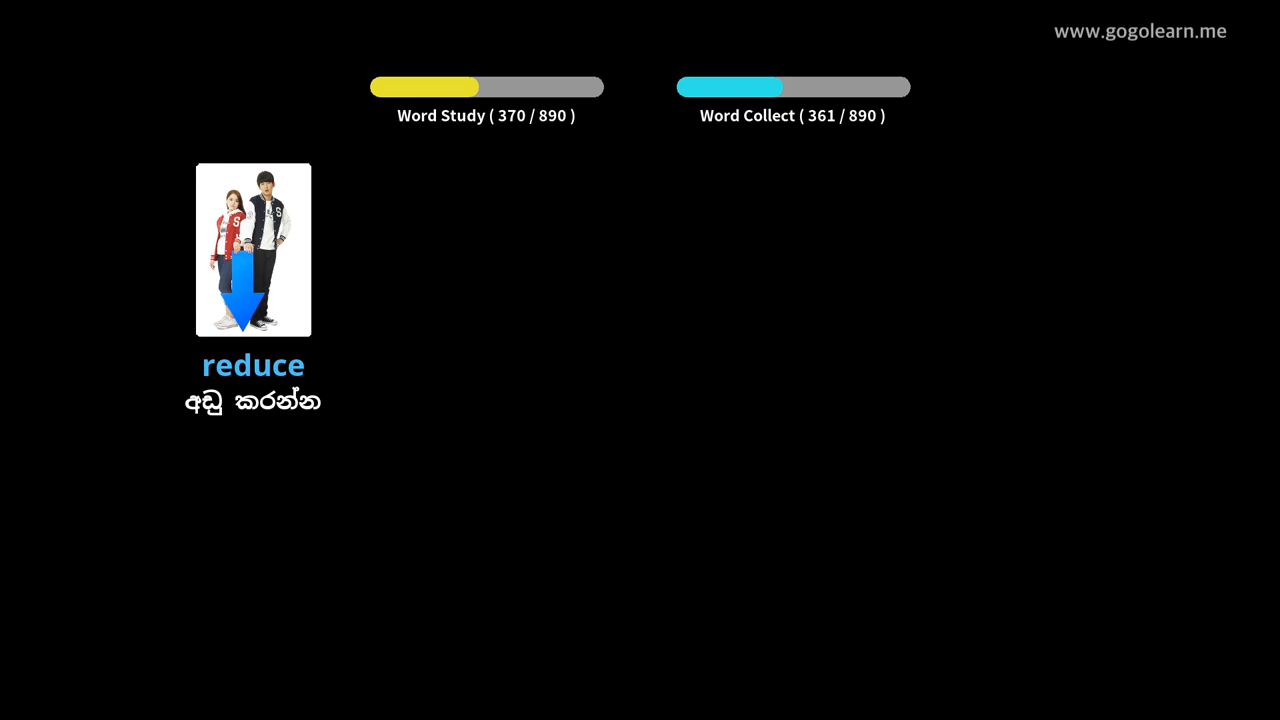 www.gogolearn.me
Word Study ( 370 / 890 )
Word Collect ( 361 / 890 )
S
S
reduce
අඩු කරන්න